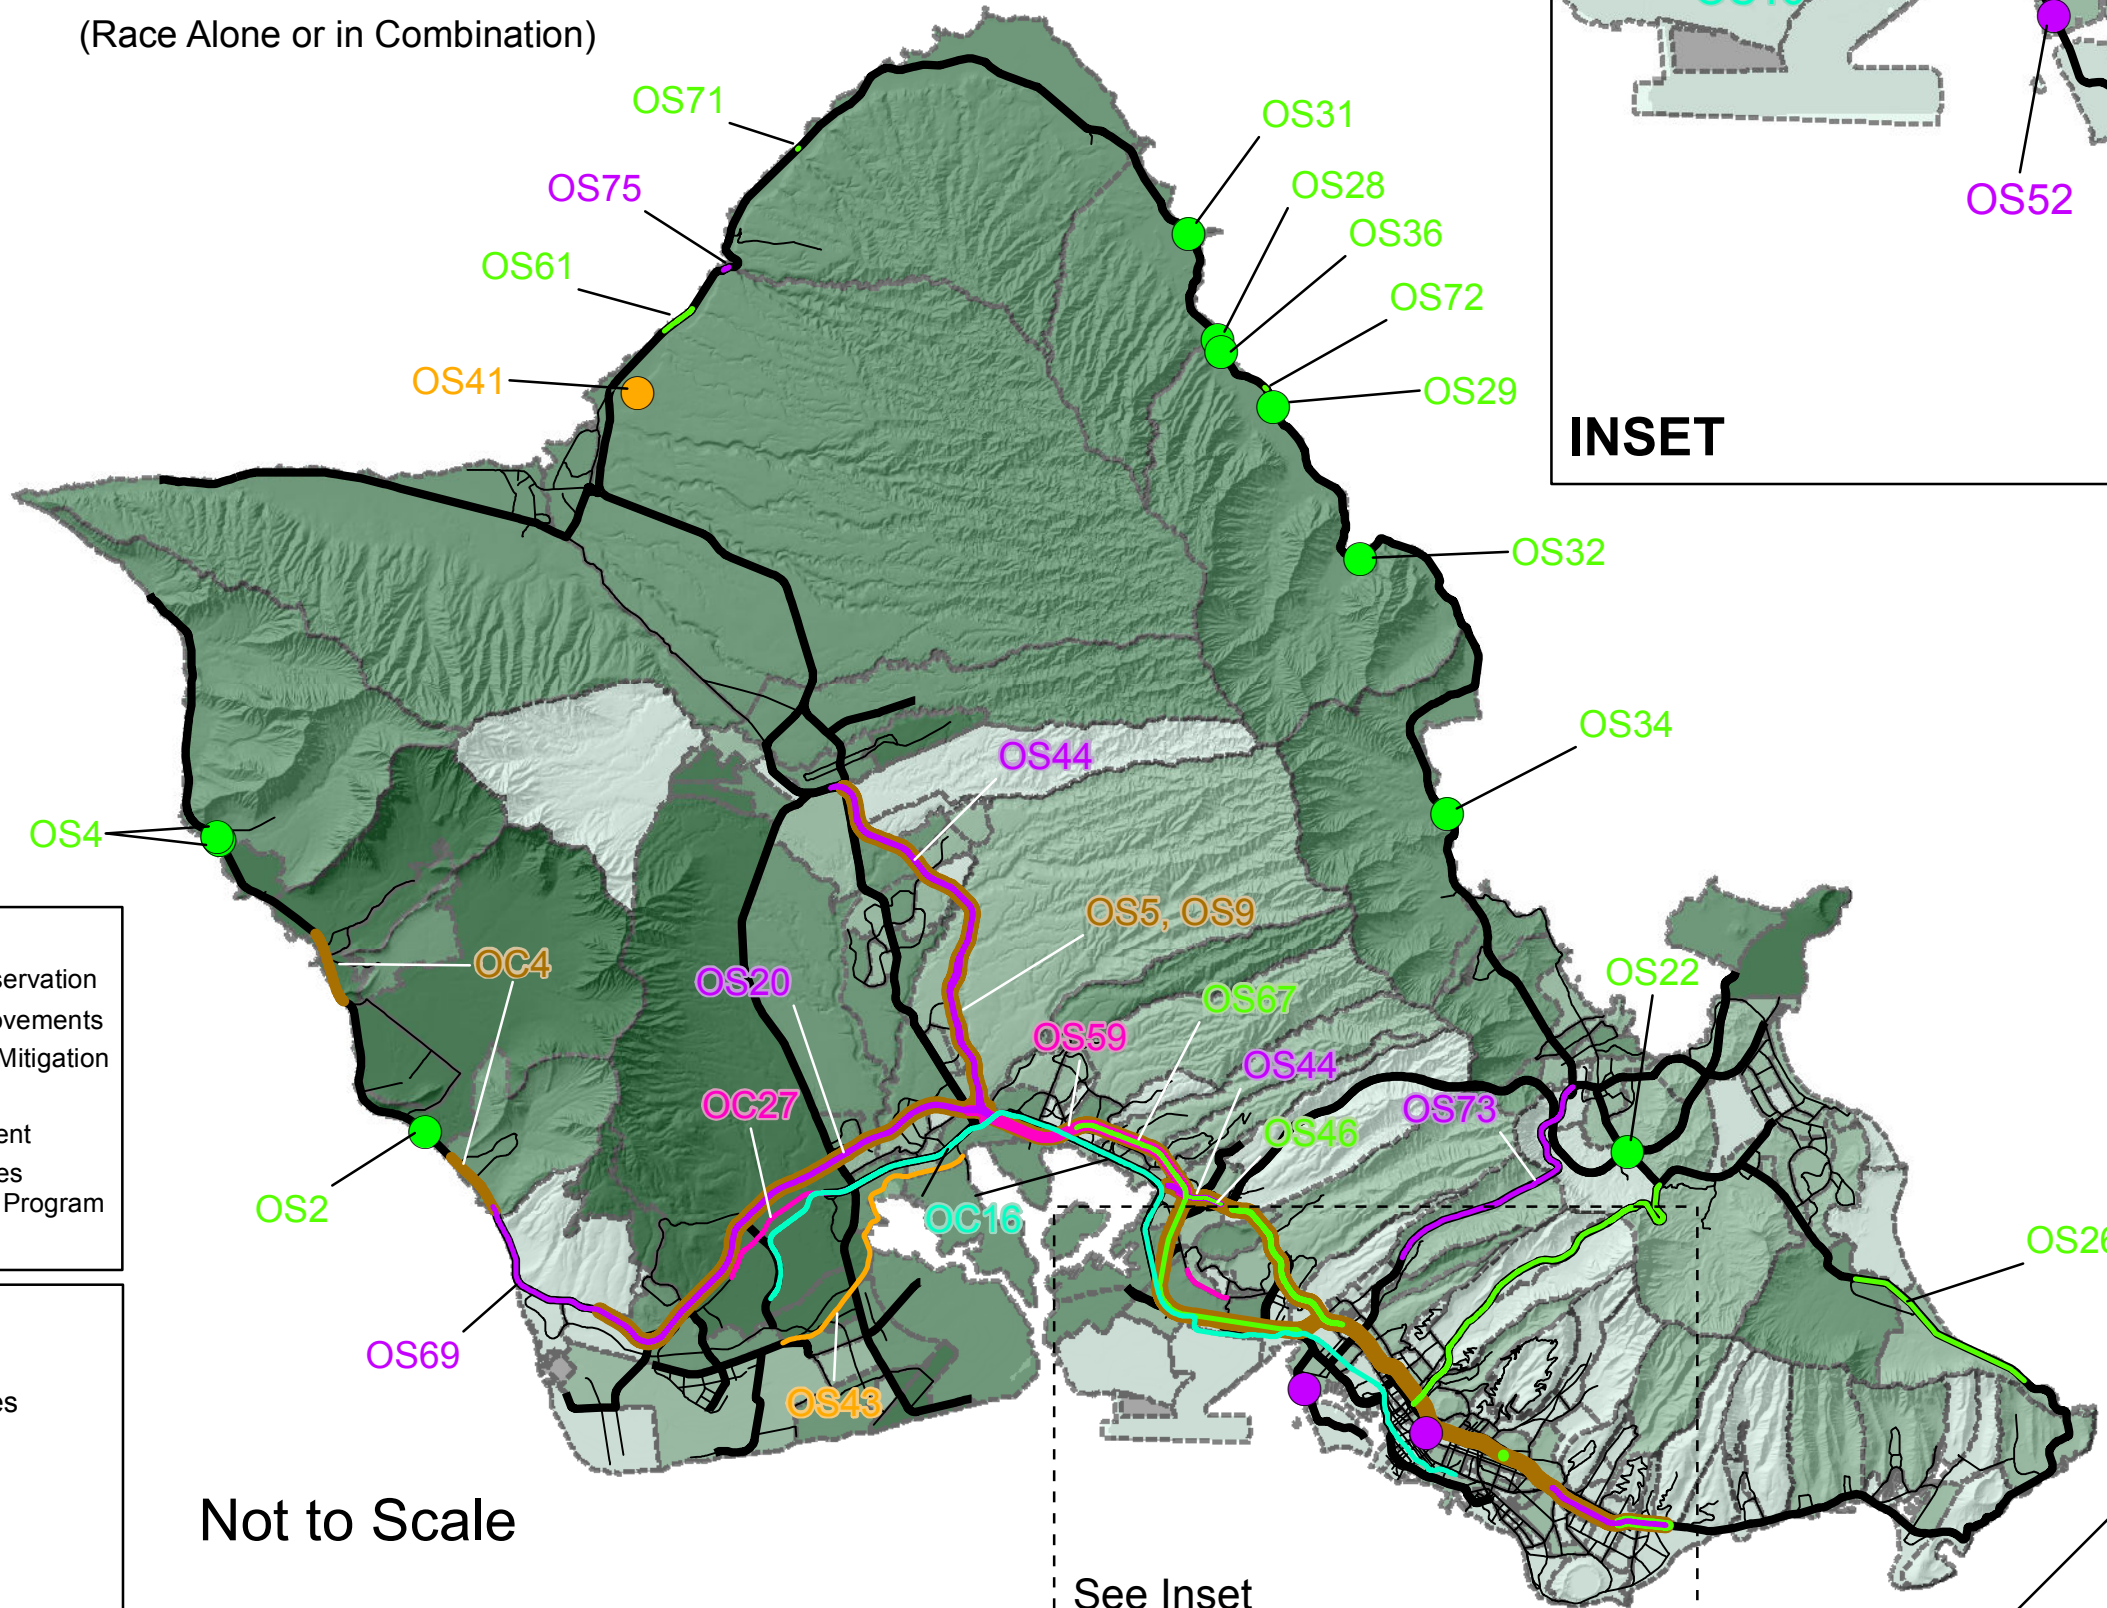 (Race Alone or in Combination)
OS71
OS31
OS75
OS28
OS52
OS36
OS61
OS72
OS41
OS29
INSET
OS32
OS34
OS44
OS4
OS5, OS9
OC4
OS20
OS22
OS67
OS59
OS44
OC27
OS73
OS46
OS2
OC16
OS69
OS43
Mitigation
Program
Not to Scale
See Inset